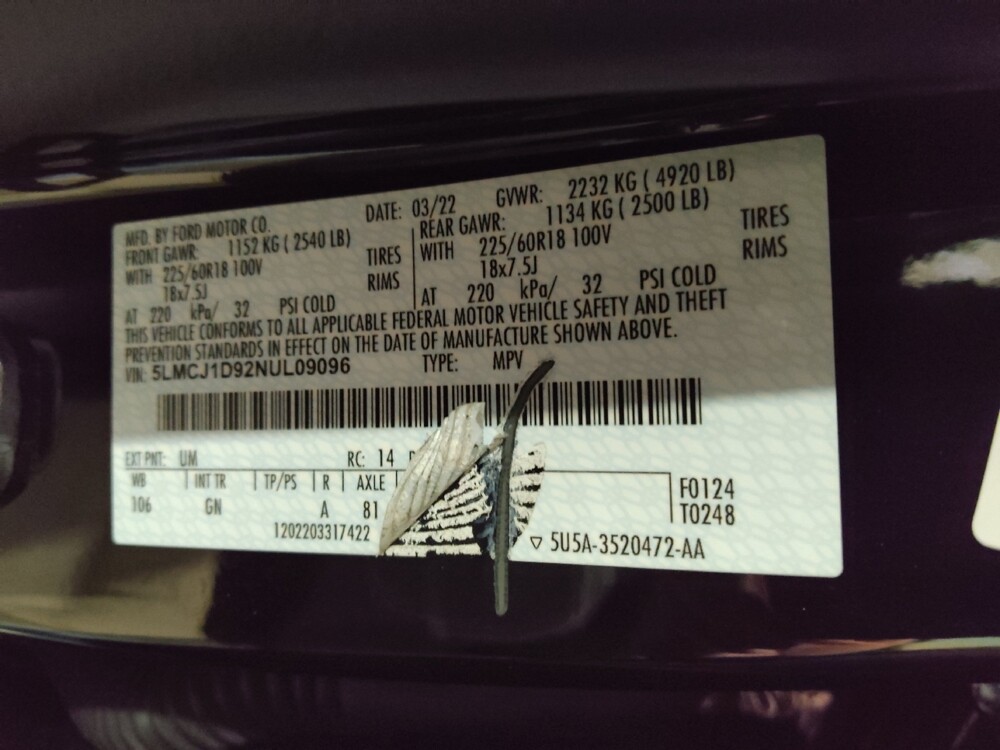 MFD. BY FORD MOTOR CO. DATE: 03/22 GVWR: 2232 KG ( 4920 LB)
FRONT GAWR: 1152 KG ( 2540 LB) REAR GAWR: 1134 KG ( 2500 LB)
WITH 225/60R18 100V TIRES WITH 225/60R18 100V TIRES
18x7.5J RIMS 18x7.5J RIMS
AT 220 kPa/ 32 PSI COLD AT 220 kPa/ 32 PSI COLD
THIS VEHICLE CONFORMS TO ALL APPLICABLE FEDERAL MOTOR VEHICLE SAFETY AND THEFT
PREVENTION STANDARDS IN EFFECT ON THE DATE OF MANUFACTURE SHOWN ABOVE.
VIN: 5LMCJ1D92NUL09096 TYPE: MPV
EXT PNT: UM RC: 14
WB INT TR TP/PS R AXLE F0124
106 GN A 81 T0248
1202203317422 ▽ 5U5A-3520472-AA